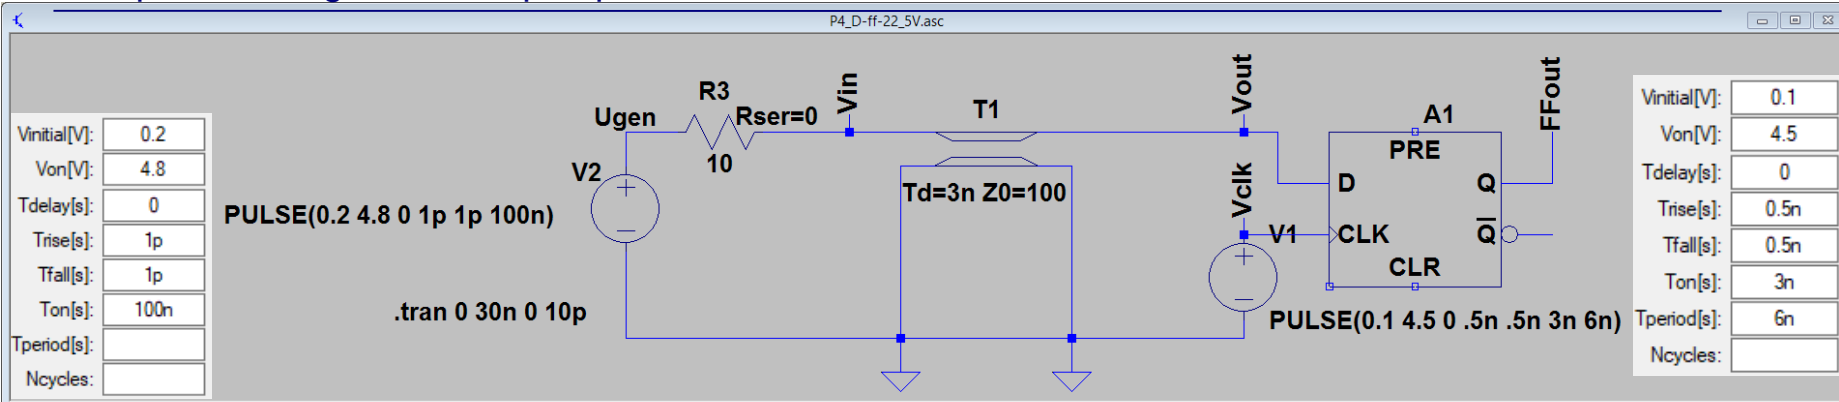 P4_D-ff-22_5V.asc
Vinitial[V]: 0.2
Von[V]: 4.8
Tdelay[s]: 0
Trise[s]: 1p
Tfall[s]: 1p
Ton[s]: 100n
Tperiod[s]:
Ncycles:
PULSE(0.2 4.8 0 1p 1p 100n)
.tran 0 30n 0 10p
Ugen
V2
R3
Rser=0
10
Vin
T1
Td=3n Z0=100
Vout
Vclk
V1
PULSE(0.1 4.5 0 .5n .5n 3n 6n)
A1
PRE
D
Q
CLK
Q
CLR
FFout
Vinitial[V]: 0.1
Von[V]: 4.5
Tdelay[s]: 0
Trise[s]: 0.5n
Tfall[s]: 0.5n
Ton[s]: 3n
Tperiod[s]: 6n
Ncycles: